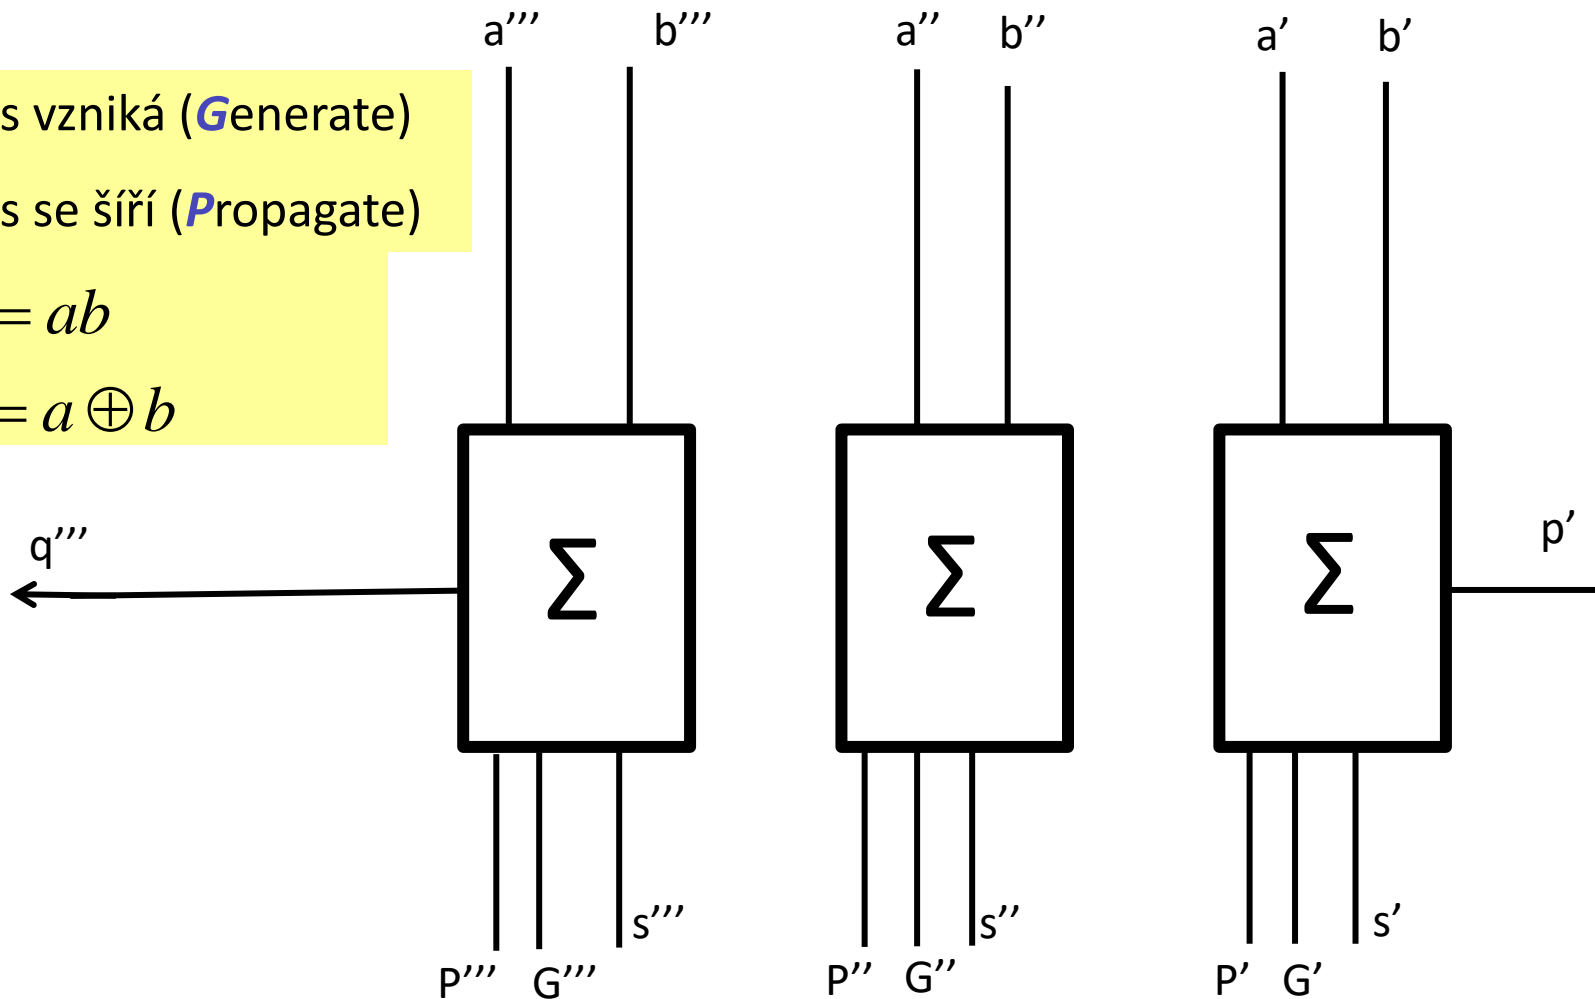 a’’’ b’’’ a’’ b’’ a’ b’
s vzniká (Generate)
s se šíří (Propagate)
= ab
= a ⊕ b
q’’’ Σ Σ Σ p’
s’’’ s’’ s’
P’’’ G’’’ P’’ G’’ P’ G’